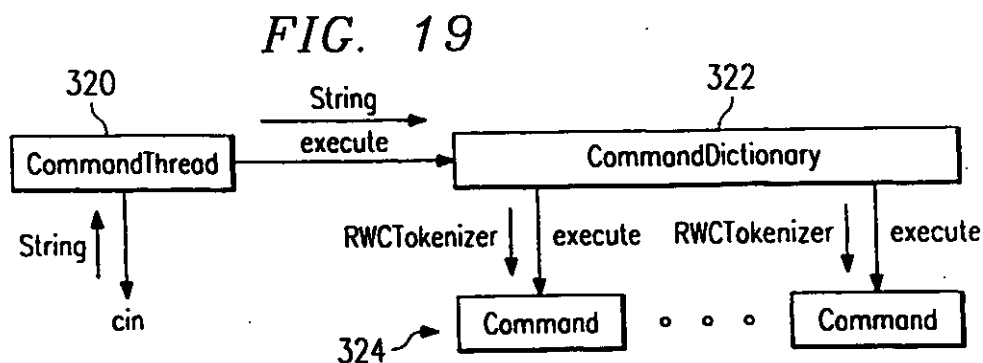 FIG. 19
320
322
String
execute
CommandThread
CommandDictionary
String
RWCTokenizer
execute
RWCTokenizer
execute
cin
324
Command
Command